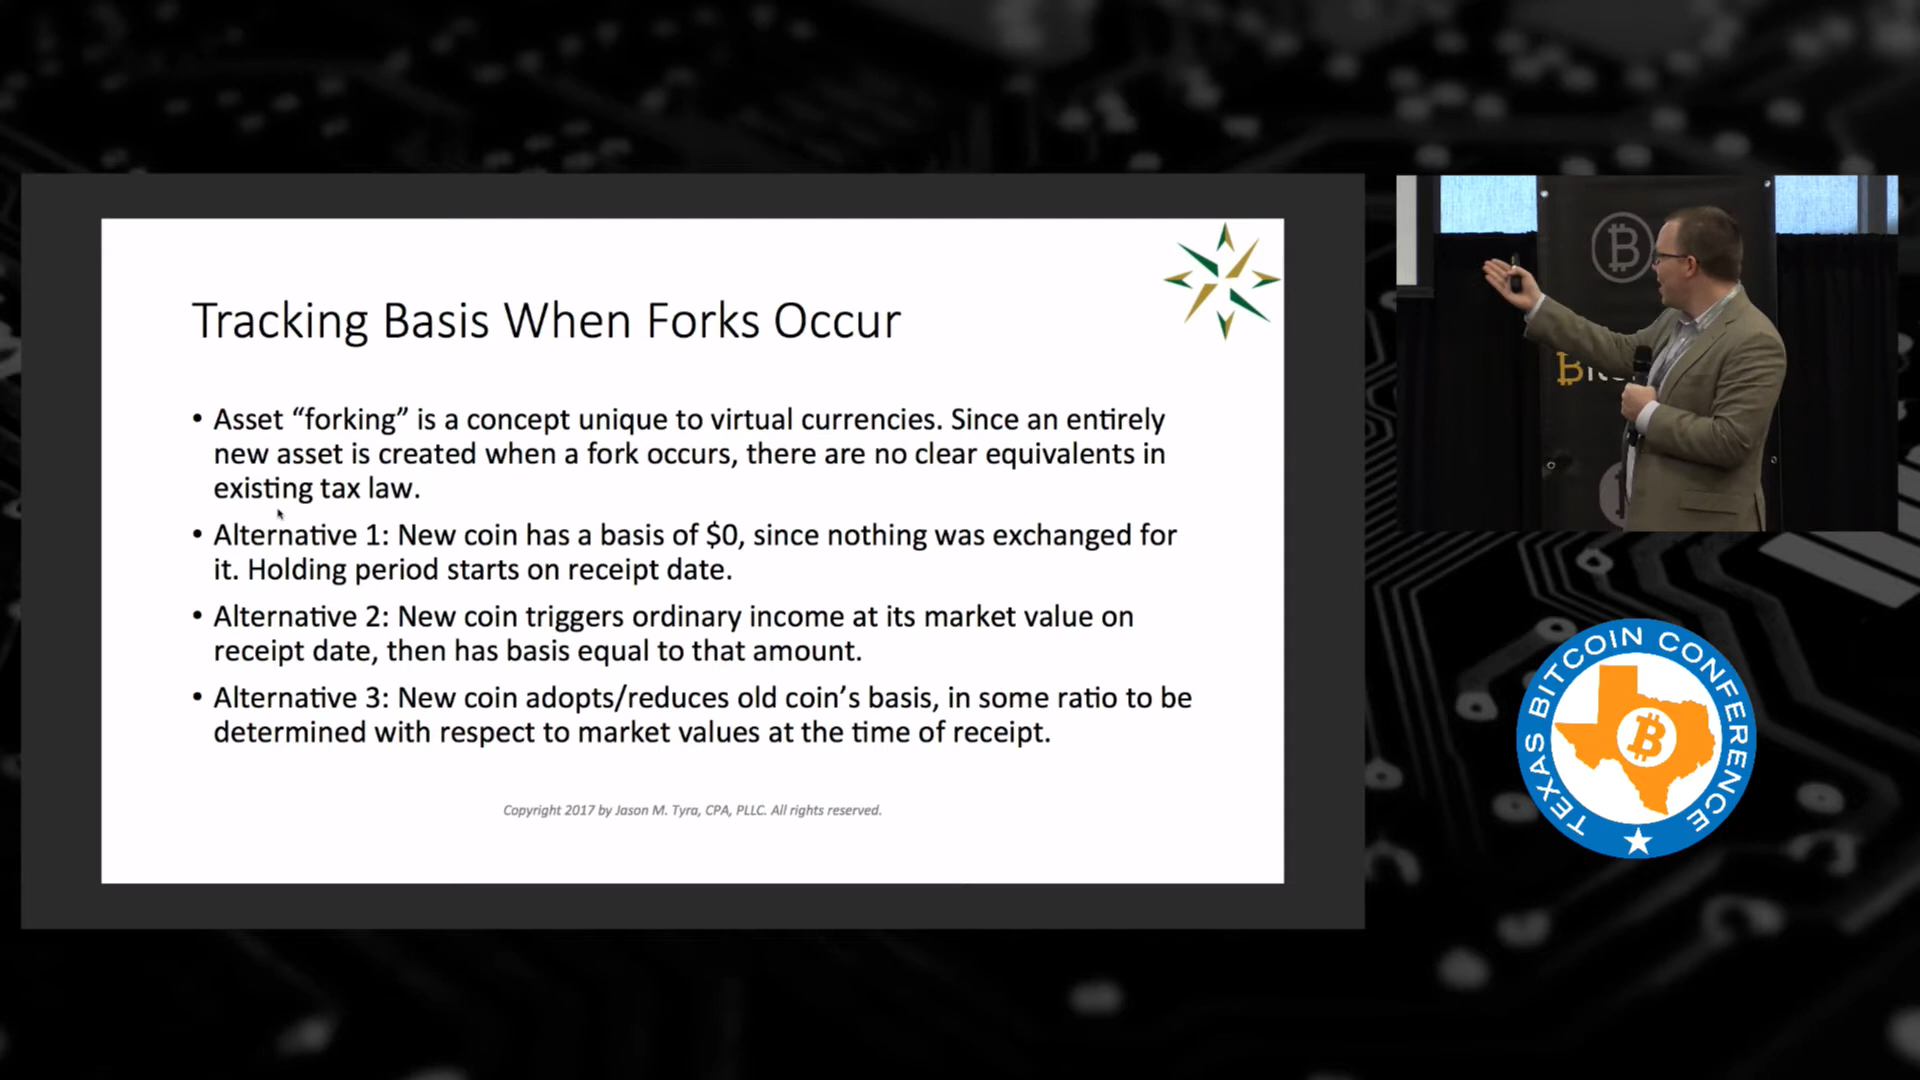 Tracking Basis When Forks Occur
• Asset “forking” is a concept unique to virtual currencies. Since an entirely
new asset is created when a fork occurs, there are no clear equivalents in
existing tax law.
• Alternative 1: New coin has a basis of $0, since nothing was exchanged for
it. Holding period starts on receipt date.
• Alternative 2: New coin triggers ordinary income at its market value on
receipt date, then has basis equal to that amount.
• Alternative 3: New coin adopts/reduces old coin’s basis, in some ratio to be
determined with respect to market values at the time of receipt.
Copyright 2017 by Jason M. Tyra, CPA, PLLC. All rights reserved.
TEXAS BITCOIN CONFERENCE